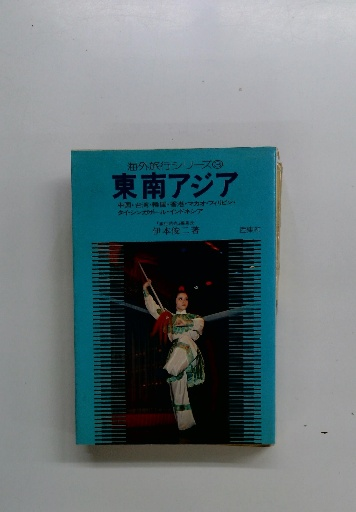 海外旅行シリーズ
東南アジア
中国・台湾・韓国・香港・マカオ・フィリピン
タイ・シンガポール・インドネシア
伊本俊二著